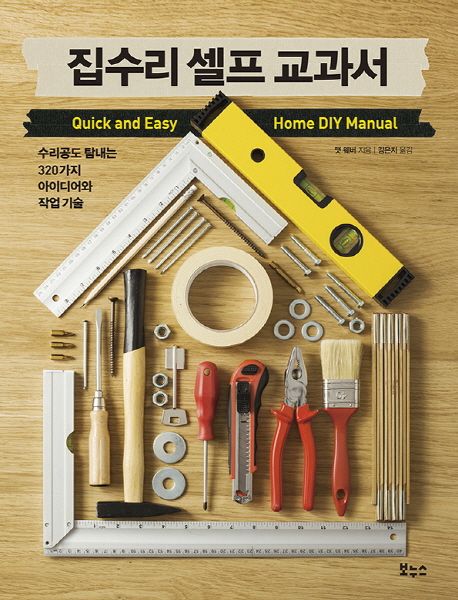 집수리 셀프 교과서
Quick and Easy Home DIY Manual
수리공도 탐내는
320가지
아이디어와
작업 기술
맷 웨버 지음 | 김은지 옮김
보누스